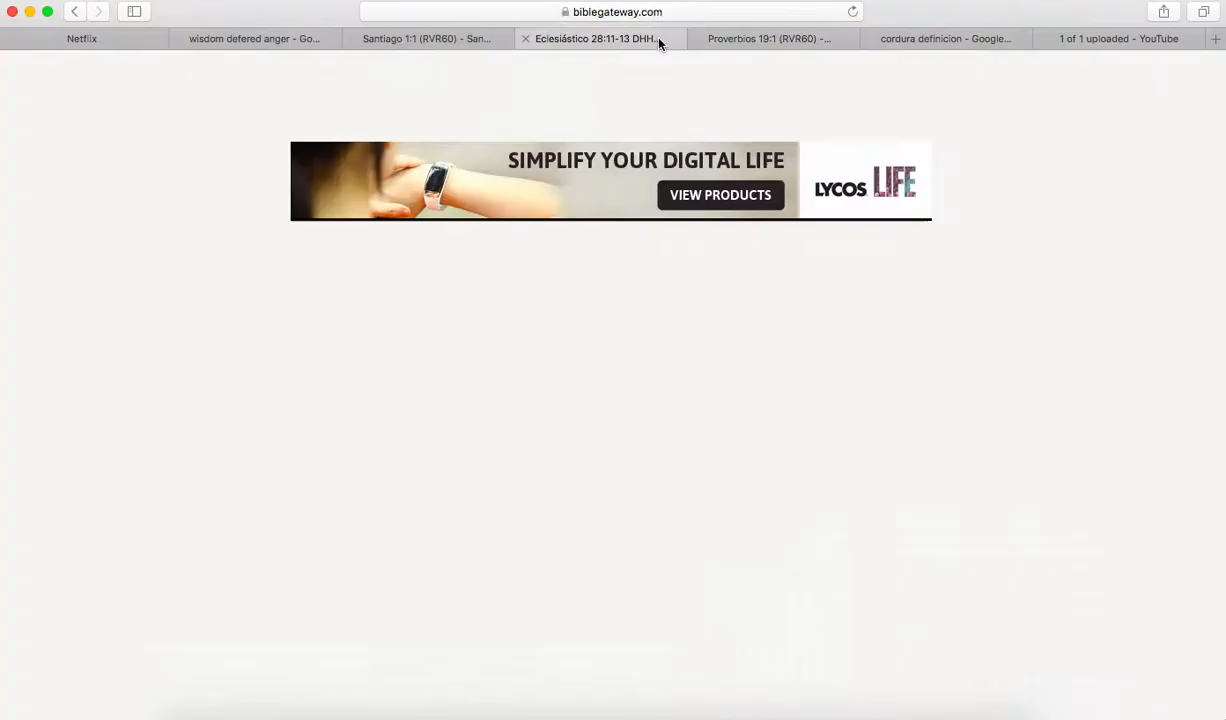 biblegateway.com
Netflix
wisdom defered anger - Go...
Santiago 1:1 (RVR60) - San...
Eclesiástico 28:11-13 DHH...
Proverbios 19:1 (RVR60) -...
cordura definicion - Google...
1 of 1 uploaded - YouTube
SIMPLIFY YOUR DIGITAL LIFE
VIEW PRODUCTS
LYCOS LIFE